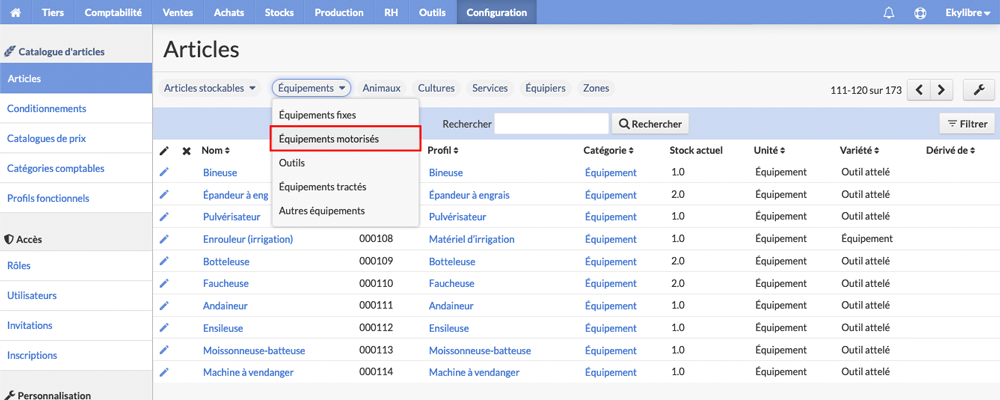 Tiers Comptabilité Ventes Achats Stocks Production RH Outils Configuration Ekylibre
Catalogue d'articles
Articles
Conditionnements
Catalogues de prix
Catégories comptables
Profils fonctionnels
Accès
Rôles
Utilisateurs
Invitations
Inscriptions
Personnalisation
Articles
Articles stockables Équipements Animaux Cultures Services Équipiers Zones 111-120 sur 173
Équipements fixes
Équipements motorisés
Outils
Équipements tractés
Autres équipements
Rechercher Rechercher Filtrer
Nom Profil Catégorie Stock actuel Unité Variété Dérivé de
Bineuse Bineuse Équipement 1.0 Équipement Outil attelé
Épandeur à eng Épandeur à engrais Équipement 2.0 Équipement Outil attelé
Pulvérisateur Pulvérisateur Équipement 1.0 Équipement Outil attelé
Enrouleur (irrigation) 000108 Matériel d'irrigation Équipement 1.0 Équipement Équipement
Botteleuse 000109 Botteleuse Équipement 2.0 Équipement Outil attelé
Faucheuse 000110 Faucheuse Équipement 2.0 Équipement Outil attelé
Andaineur 000111 Andaineur Équipement 1.0 Équipement Outil attelé
Ensileuse 000112 Ensileuse Équipement 1.0 Équipement Outil attelé
Moissonneuse-batteuse 000113 Moissonneuse-batteuse Équipement 1.0 Équipement Outil attelé
Machine à vendanger 000114 Machine à vendanger Équipement 1.0 Équipement Outil attelé